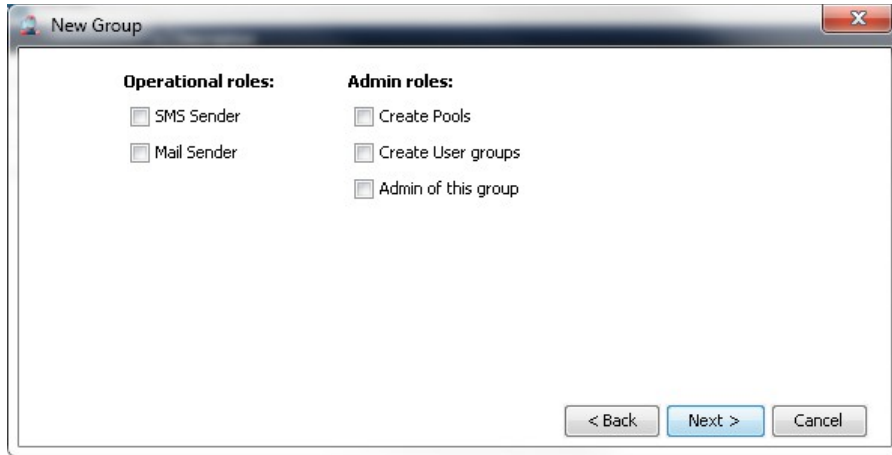 New Group
Operational roles:
Admin roles:
SMS Sender
Create Pools
Mail Sender
Create User groups
Admin of this group
< Back
Next >
Cancel